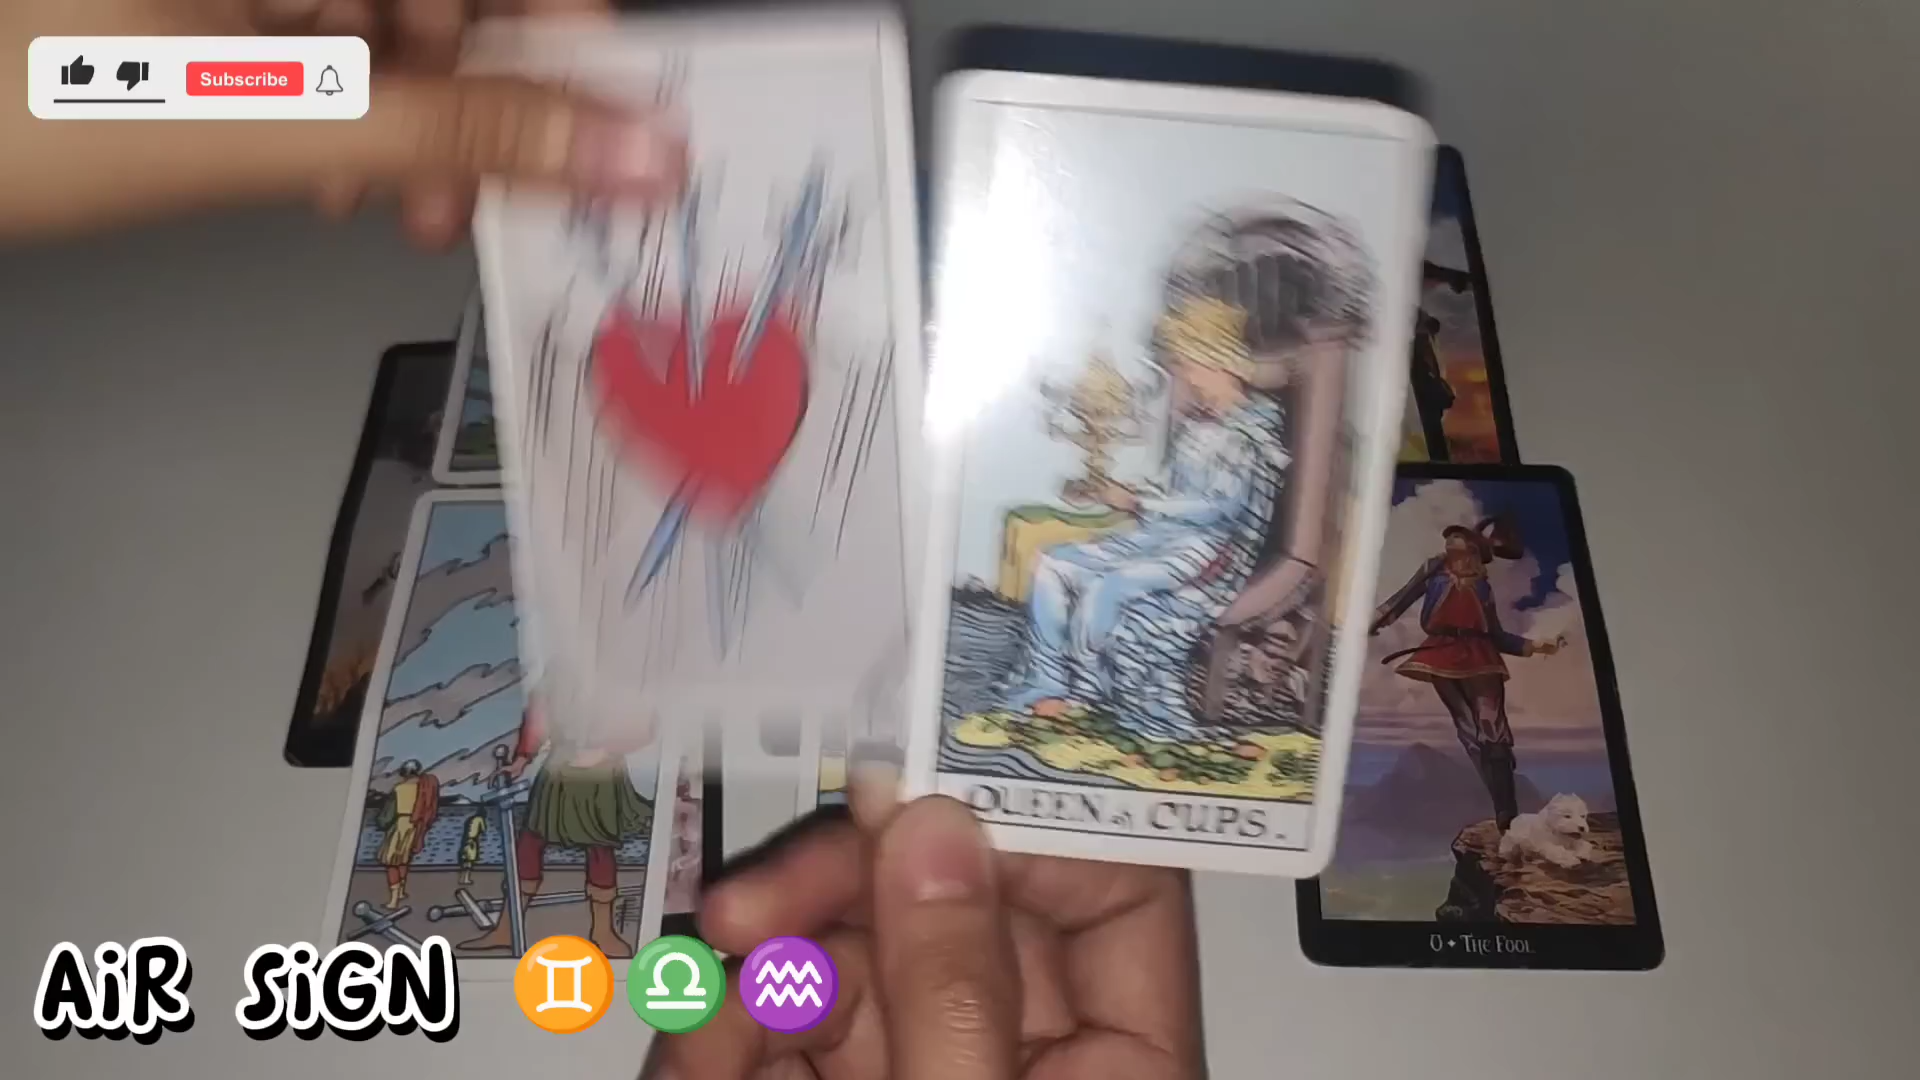 Subscribe
QUEEN of CUPS.
0 ✦ THE FOOL
AiR SiGN ♊ ♎ ♒